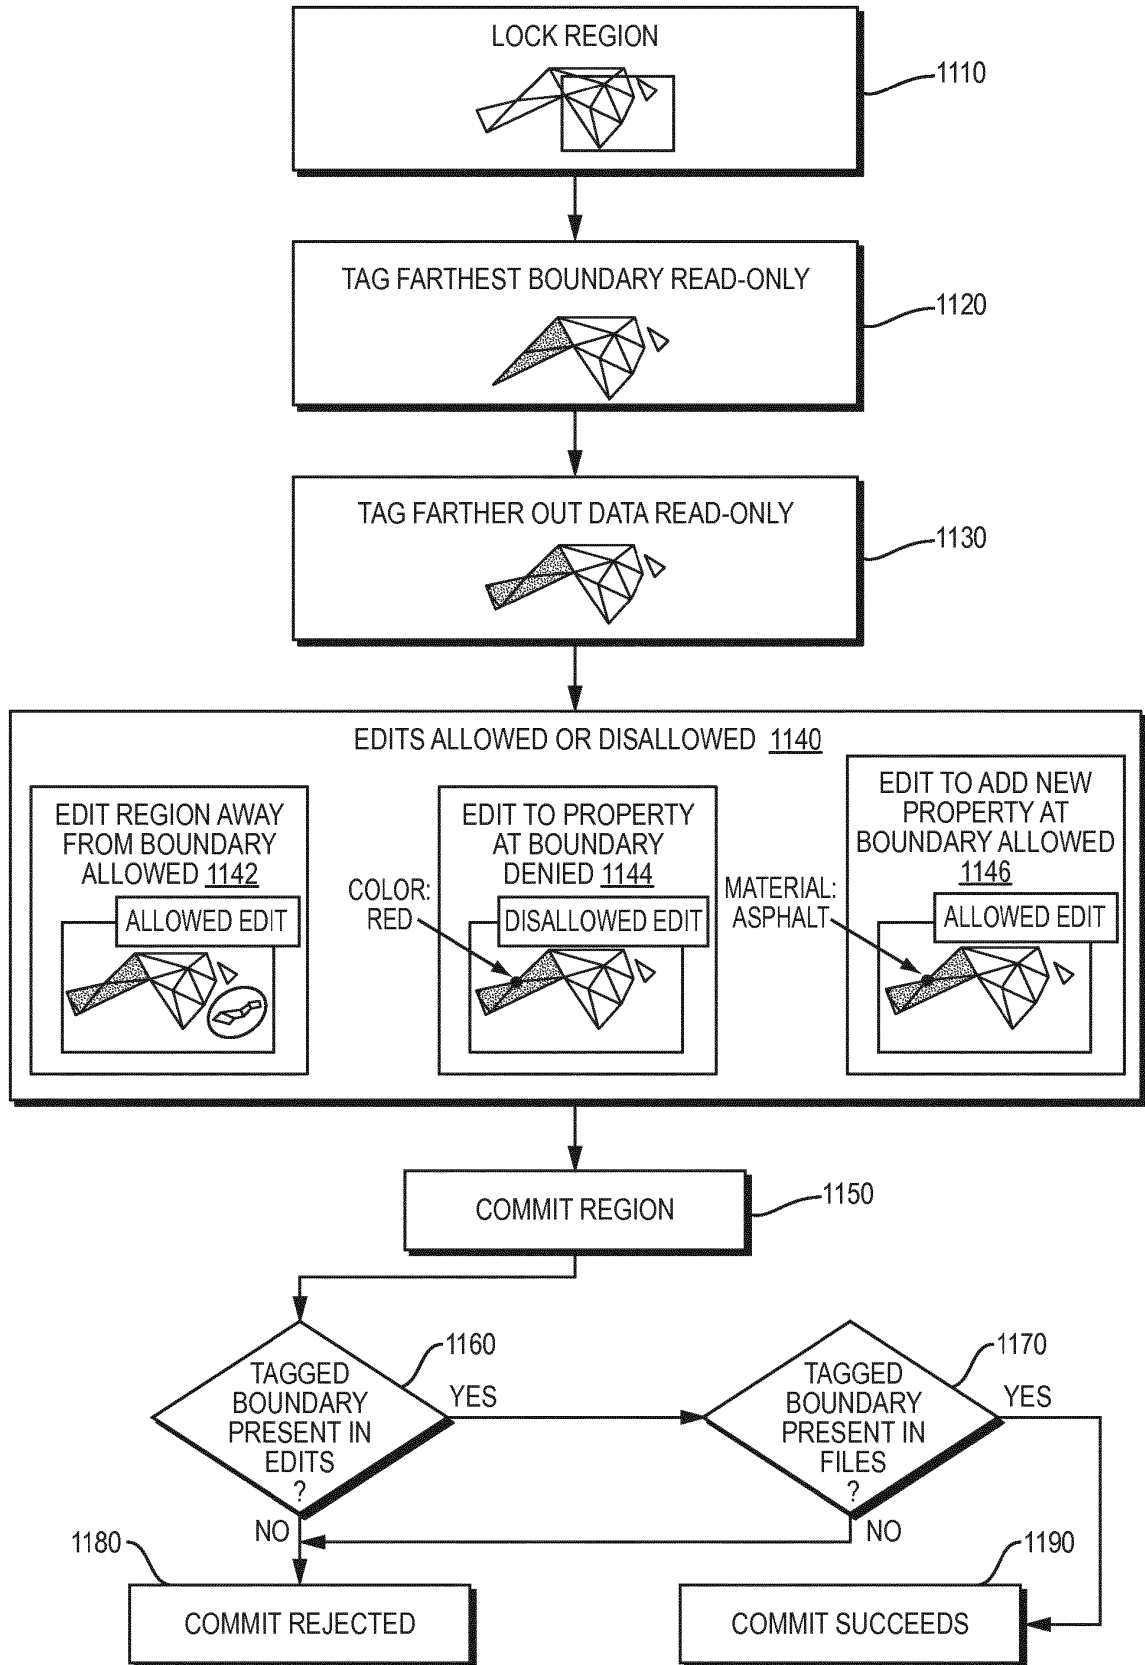 LOCK REGION
1110
TAG FARTHEST BOUNDARY READ-ONLY
1120
TAG FARTHER OUT DATA READ-ONLY
1130
EDITS ALLOWED OR DISALLOWED 1140
EDIT REGION AWAY
FROM BOUNDARY
ALLOWED 1142
ALLOWED EDIT
COLOR:
RED
EDIT TO PROPERTY
AT BOUNDARY
DENIED 1144
DISALLOWED EDIT
MATERIAL:
ASPHALT
EDIT TO ADD NEW
PROPERTY AT
BOUNDARY ALLOWED
1146
ALLOWED EDIT
COMMIT REGION
1150
TAGGED
BOUNDARY
PRESENT IN
EDITS
?
1160
YES
NO
TAGGED
BOUNDARY
PRESENT IN
FILES
?
1170
YES
NO
1180
COMMIT REJECTED
1190
COMMIT SUCCEEDS